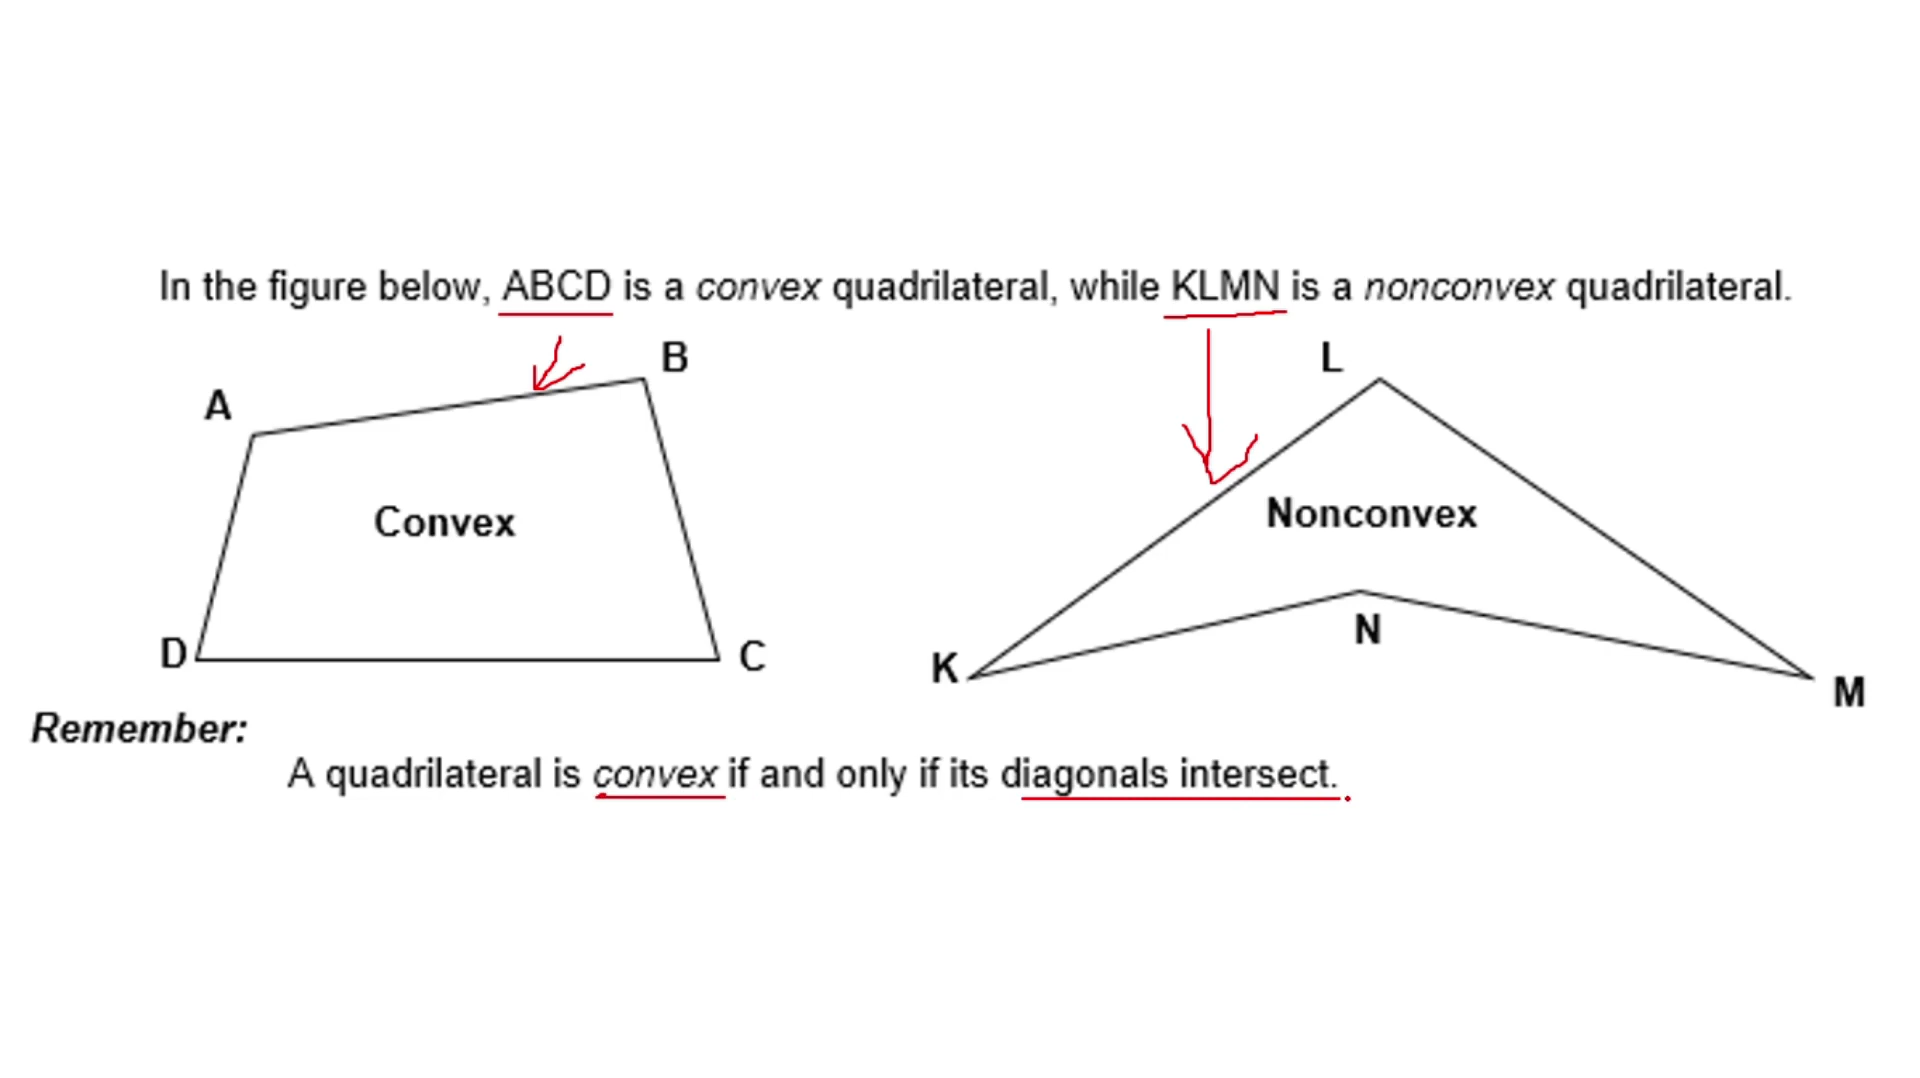 In the figure below, ABCD is a convex quadrilateral, while KLMN is a nonconvex quadrilateral.
A
B
Convex
D
C
L
Nonconvex
K
N
M
Remember:
A quadrilateral is convex if and only if its diagonals intersect.